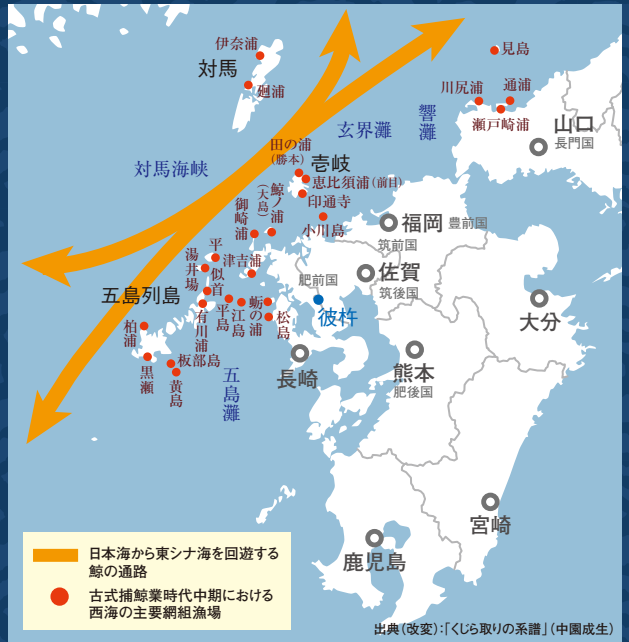 伊奈浦
対馬
廻浦
見島
川尻浦
通浦
瀬戸崎浦
山口
長門国
響灘
玄界灘
対馬海峡
田の浦
(勝本)
壱岐
恵比須浦(前目)
印通寺
小川島
鯨ノ浦
(大島)
御崎浦
福岡
豊前国
筑前国
佐賀
筑後国
肥前国
彼杵
大分
津吉浦
平
似首
湯井場
五島列島
有川浦
平島
江島
蛎の浦
松島
柏浦
黒瀬
板部島
黄島
五島灘
長崎
熊本
肥後国
宮崎
鹿児島
日本海から東シナ海を回遊する
鯨の通路
古式捕鯨業時代中期における
西海の主要網組漁場
出典(改変):「くじら取りの系譜」(中園成生)